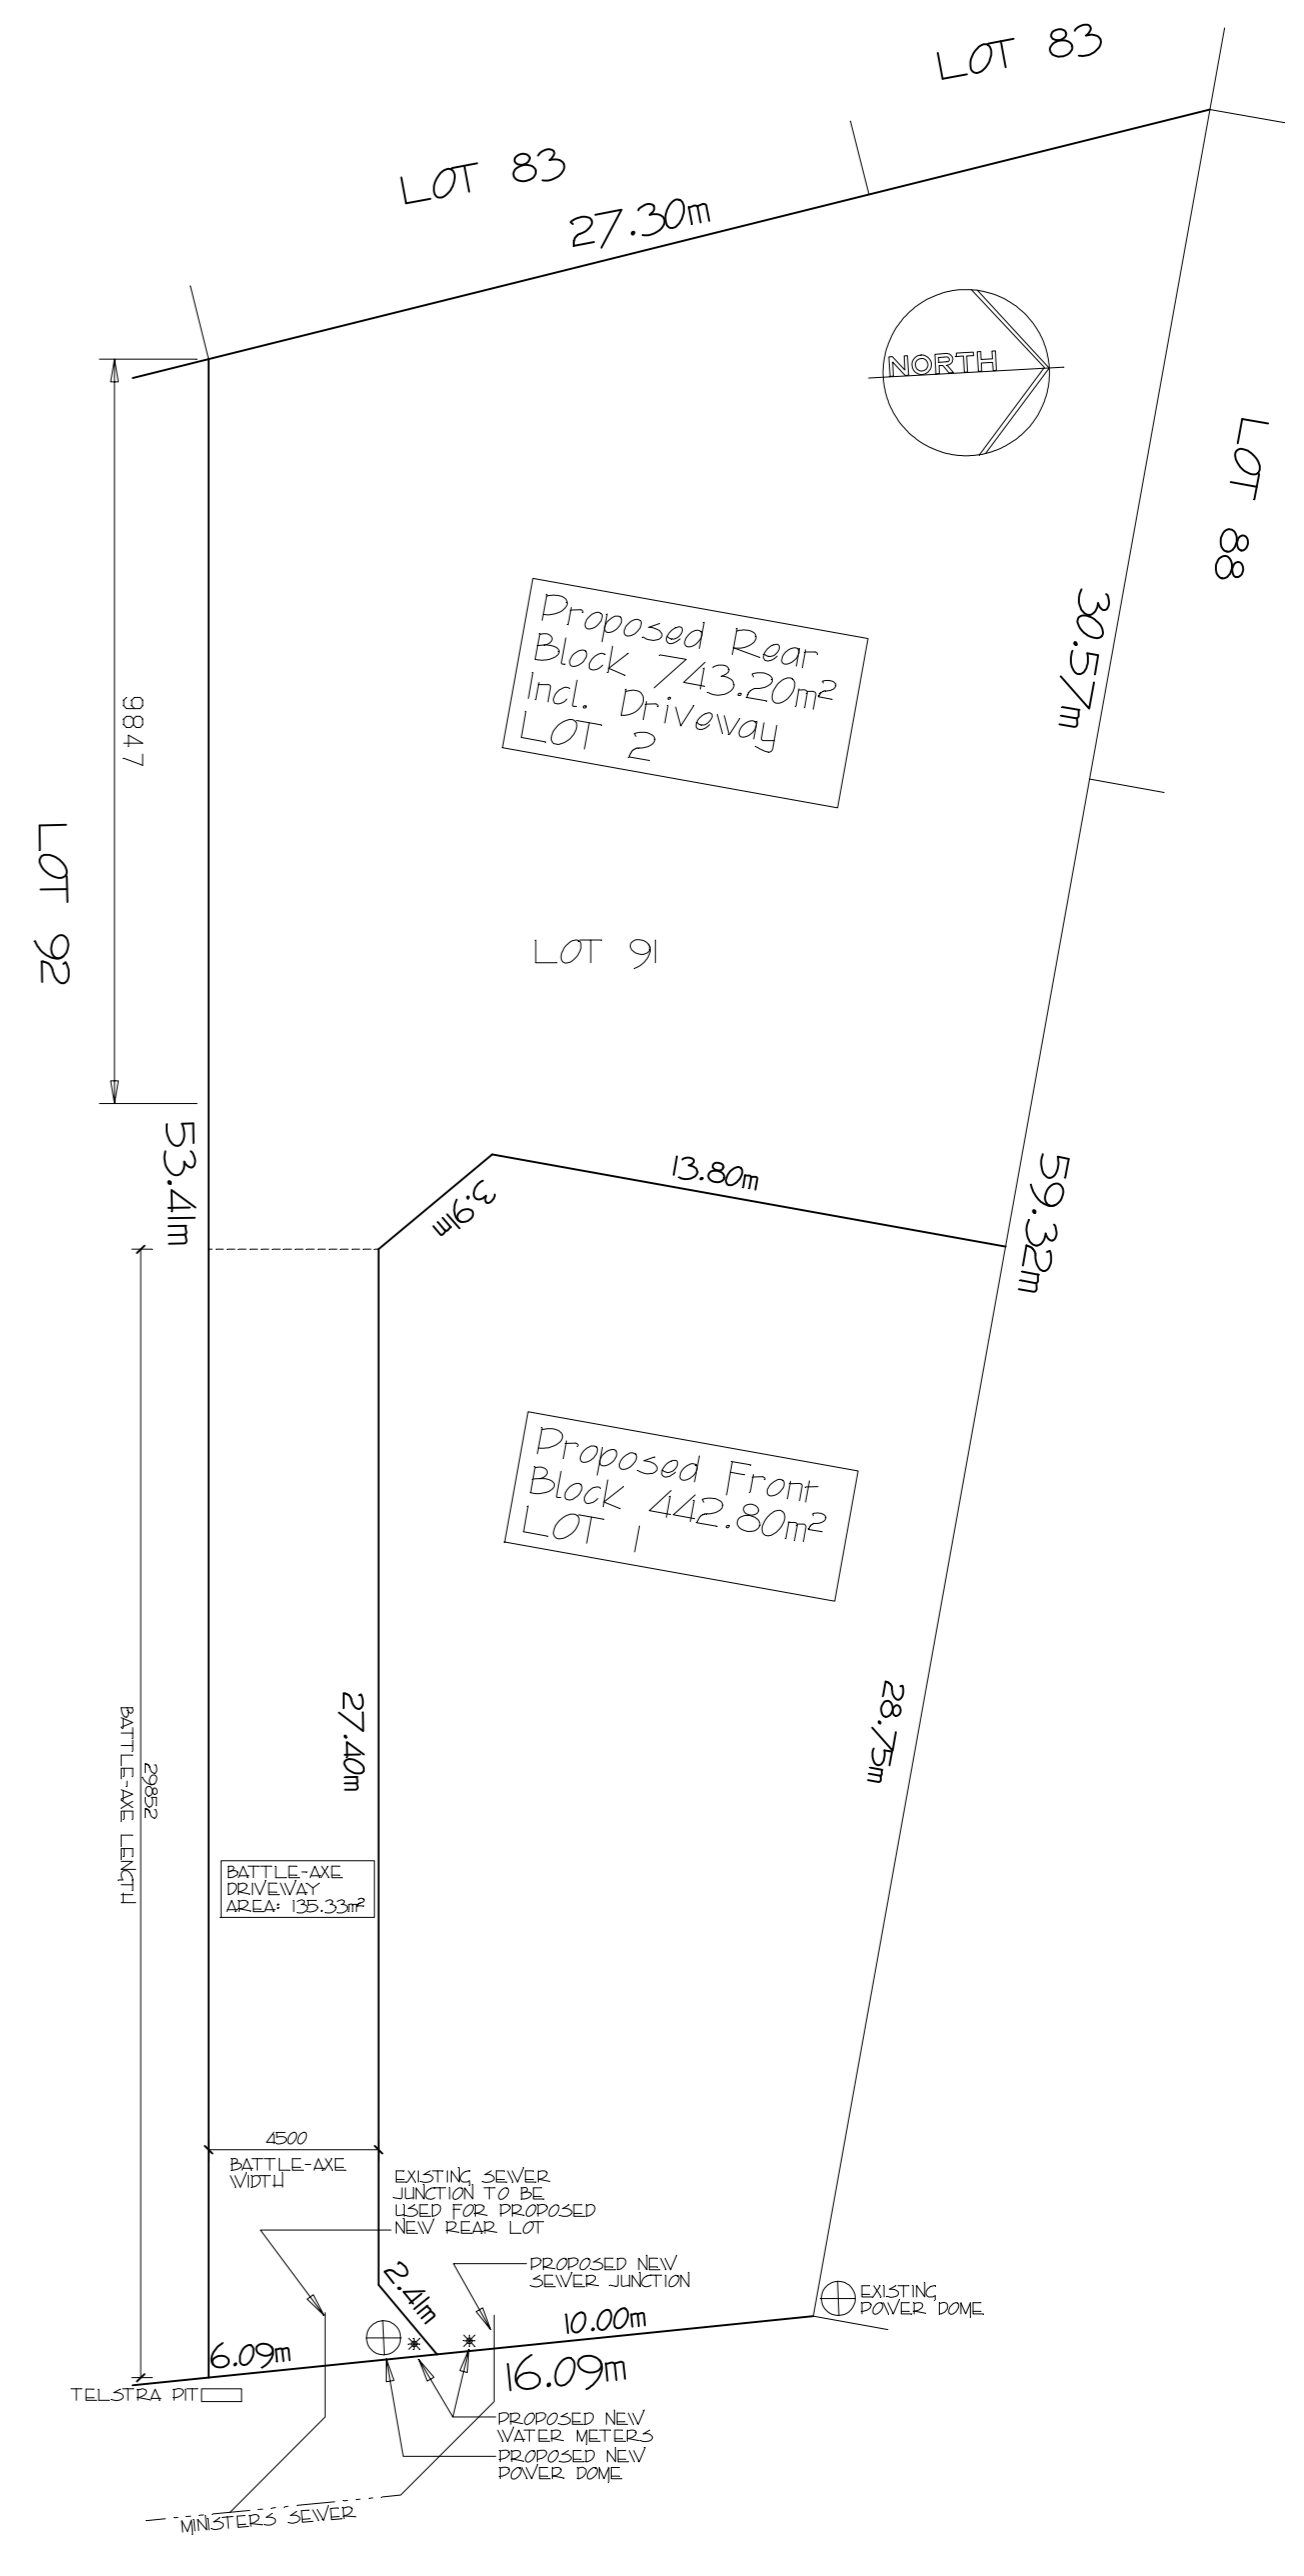 LOT 83
LOT 83
27.30m
NORTH
LOT 88
Proposed Rear
Block 743.20m²
Incl. Driveway
LOT 2
30.57m
9847
LOT 92
LOT 91
53.41m
13.80m
3.91m
59.32m
Proposed Front
Block 442.80m²
LOT 1
28.75m
27.40m
29852
BATTLE-AXE LENGTH
BATTLE-AXE
DRIVEWAY
AREA: 135.33m²
4500
BATTLE-AXE
WIDTH
EXISTING SEWER
JUNCTION TO BE
USED FOR PROPOSED
NEW REAR LOT
2.41m
PROPOSED NEW
SEWER JUNCTION
EXISTING
POWER DOME
10.00m
6.09m
16.09m
TELSTRA PIT
PROPOSED NEW
WATER METERS
PROPOSED NEW
POWER DOME
MINISTERS SEWER